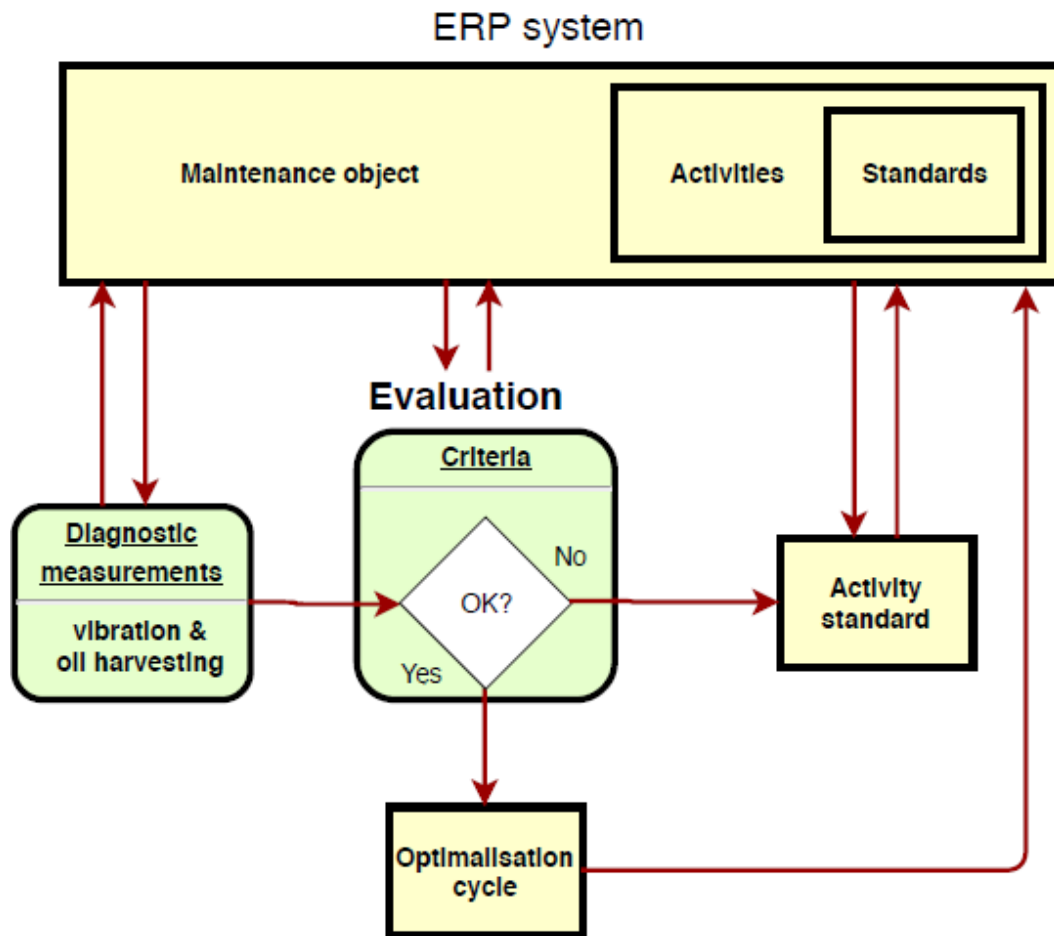 ERP system
Maintenance object
Activities
Standards
Evaluation
Criteria
Diagnostic
measurements
vibration &
oil harvesting
OK?
No
Yes
Activity
standard
Optimalisation
cycle